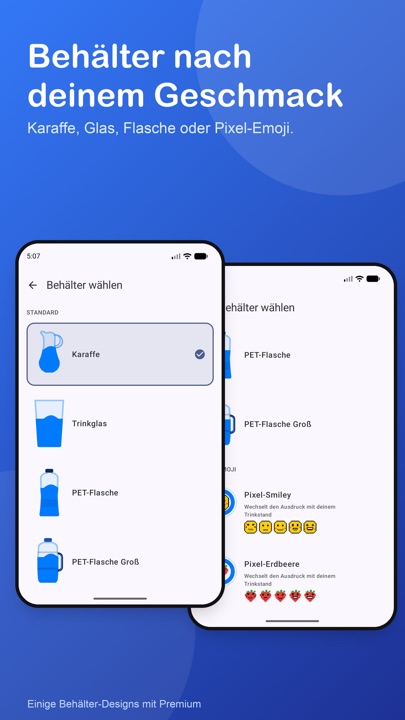 Behälter nach
deinem Geschmack
Karaffe, Glas, Flasche oder Pixel-Emoji.
5:07
Behälter wählen
STANDARD
Karaffe
Trinkglas
PET-Flasche
PET-Flasche Groß
ehälter wählen
PET-Flasche
PET-Flasche Groß
MOJI
Pixel-Smiley
Wechselt den Ausdruck mit deinem
Trinkstand
Pixel-Erdbeere
Wechselt den Ausdruck mit deinem
Trinkstand
Einige Behälter-Designs mit Premium